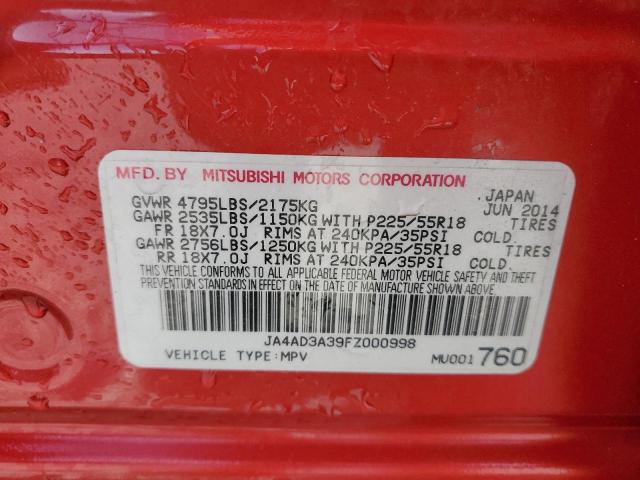 MFD. BY MITSUBISHI MOTORS CORPORATION JAPAN
GVWR 4795LBS/2175KG JUN 2014
GAWR 2535LBS/1150KG WITH P225/55R18 TIRES
FR 18X7.0J RIMS AT 240KPA/35PSI COLD.
GAWR 2756LBS/1250KG WITH P225/55R18 TIRES
RR 18X7.0J RIMS AT 240KPA/35PSI COLD.
THIS VEHICLE CONFORMS TO ALL APPLICABLE FEDERAL MOTOR VEHICLE SAFETY AND THEFT
PREVENTION STANDARDS IN EFFECT ON THE DATE OF MANUFACTURE SHOWN ABOVE.
JA4AD3A39FZ000998
VEHICLE TYPE:MPV MU001 760